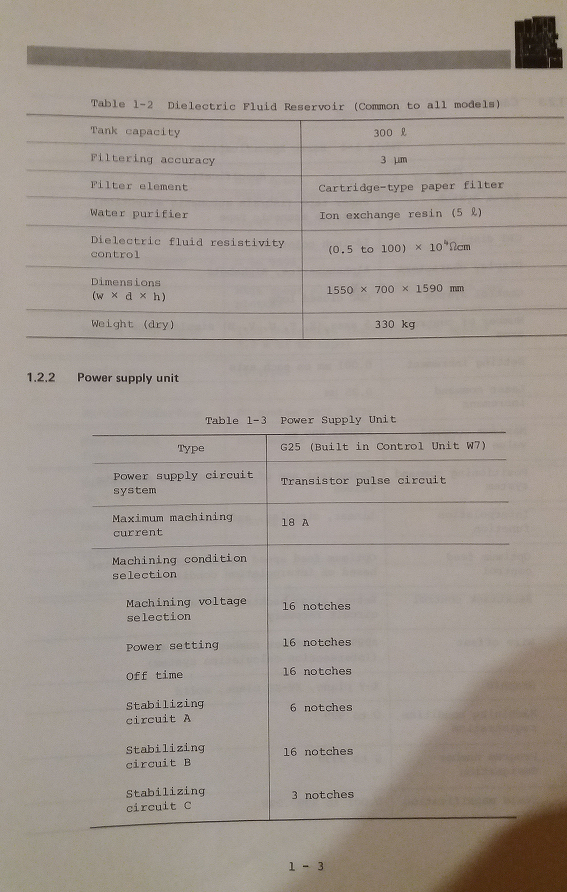 Table 1-2 Dielectric Fluid Reservoir (Common to all models)
Tank capacity 300 ℓ
Filtering accuracy 3 μm
Filter element Cartridge-type paper filter
Water purifier Ion exchange resin (5 ℓ)
Dielectric fluid resistivity
control (0.5 to 100) × 10⁴Ωcm
Dimensions
(w × d × h) 1550 × 700 × 1590 mm
Weight (dry) 330 kg
1.2.2 Power supply unit
Table 1-3 Power Supply Unit
Type G25 (Built in Control Unit W7)
Power supply circuit
system Transistor pulse circuit
Maximum machining
current 18 A
Machining condition
selection
Machining voltage
selection 16 notches
Power setting 16 notches
Off time 16 notches
Stabilizing
circuit A 6 notches
Stabilizing
circuit B 16 notches
Stabilizing
circuit C 3 notches
1 - 3